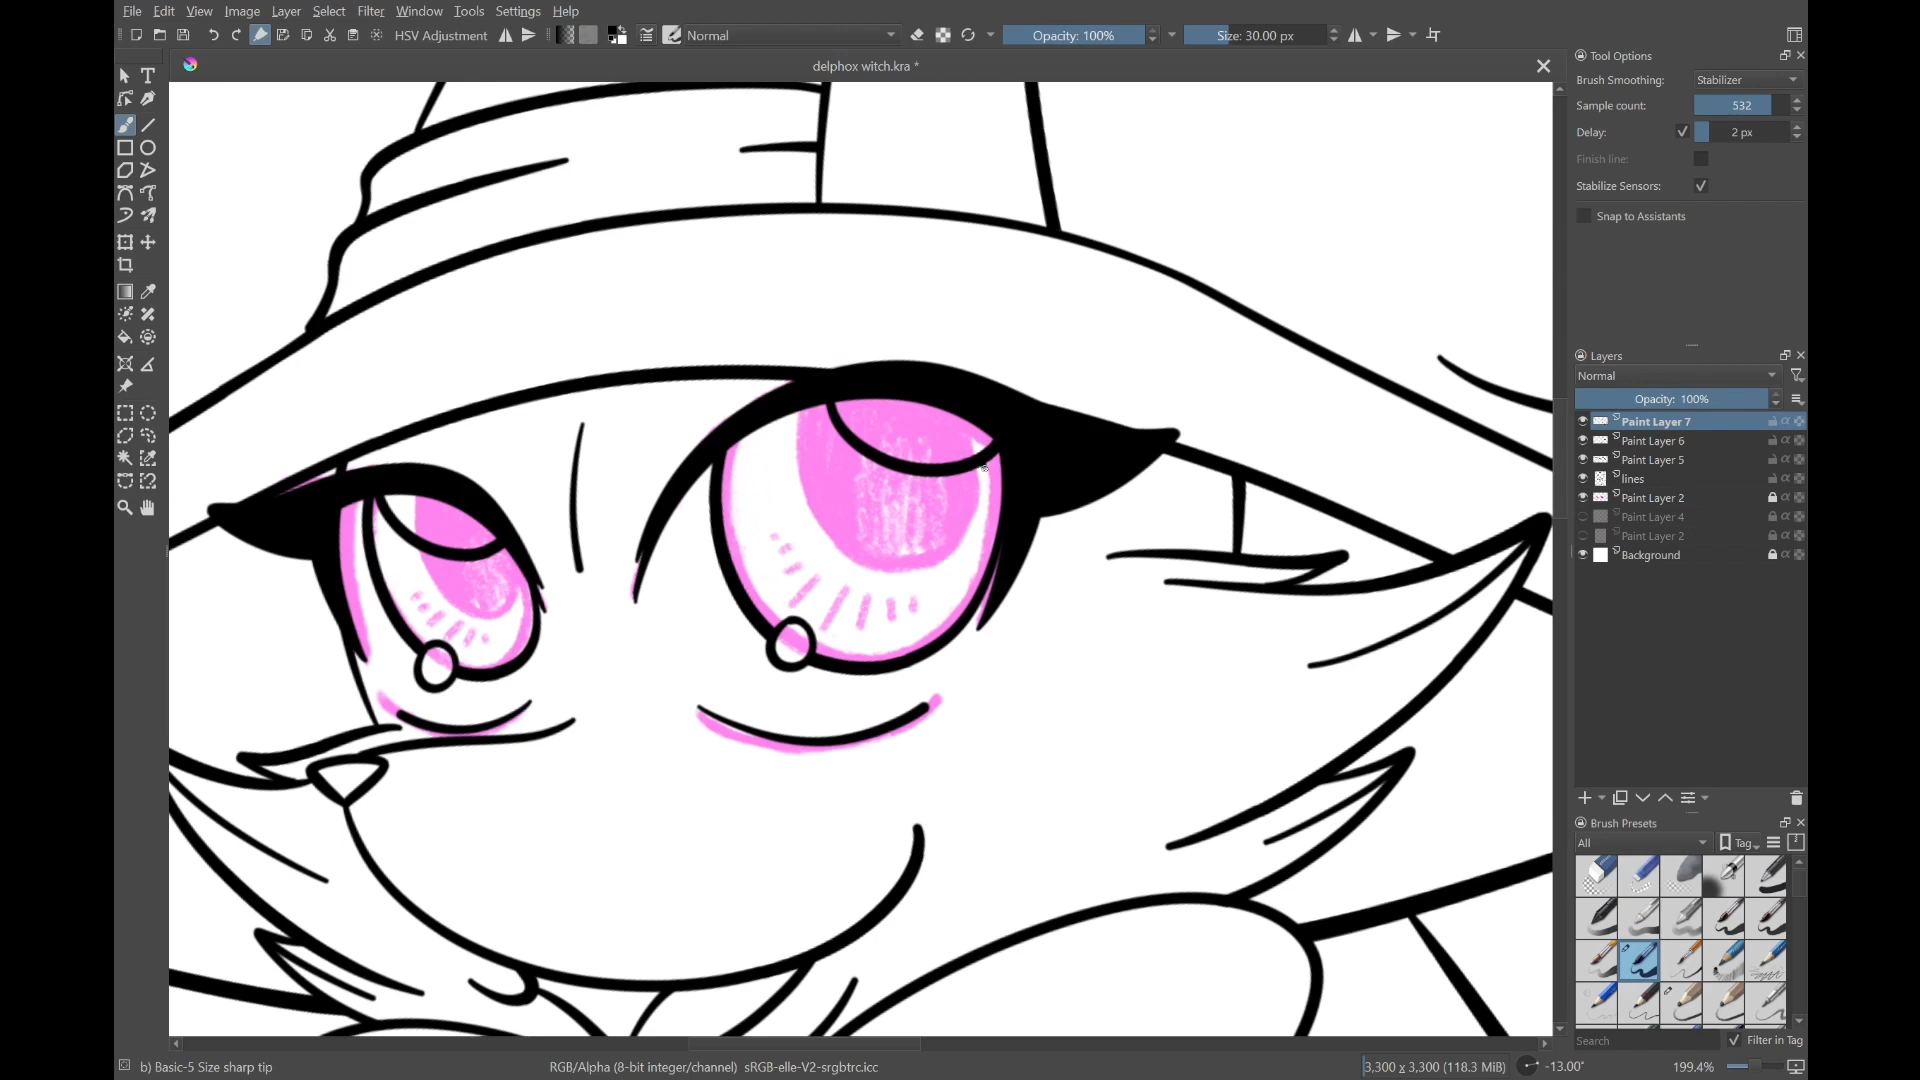 File Edit View Image Layer Select Filter Window Tools Settings Help
HSV Adjustment Normal Opacity: 100% Size: 30.00 px
delphox witch.kra *
Tool Options
Brush Smoothing: Stabilizer
Sample count: 532
Delay: 2 px
Finish line:
Stabilize Sensors:
Snap to Assistants
Layers
Normal
Opacity: 100%
Paint Layer 7
Paint Layer 6
Paint Layer 5
lines
Paint Layer 2
Paint Layer 4
Paint Layer 2
Background
Brush Presets
All Tag
Search Filter in Tag
b) Basic-5 Size sharp tip RGB/Alpha (8-bit integer/channel) sRGB-elle-V2-srgbtrc.icc 3,300 x 3,300 (118.3 MiB) -13.00° 199.4%